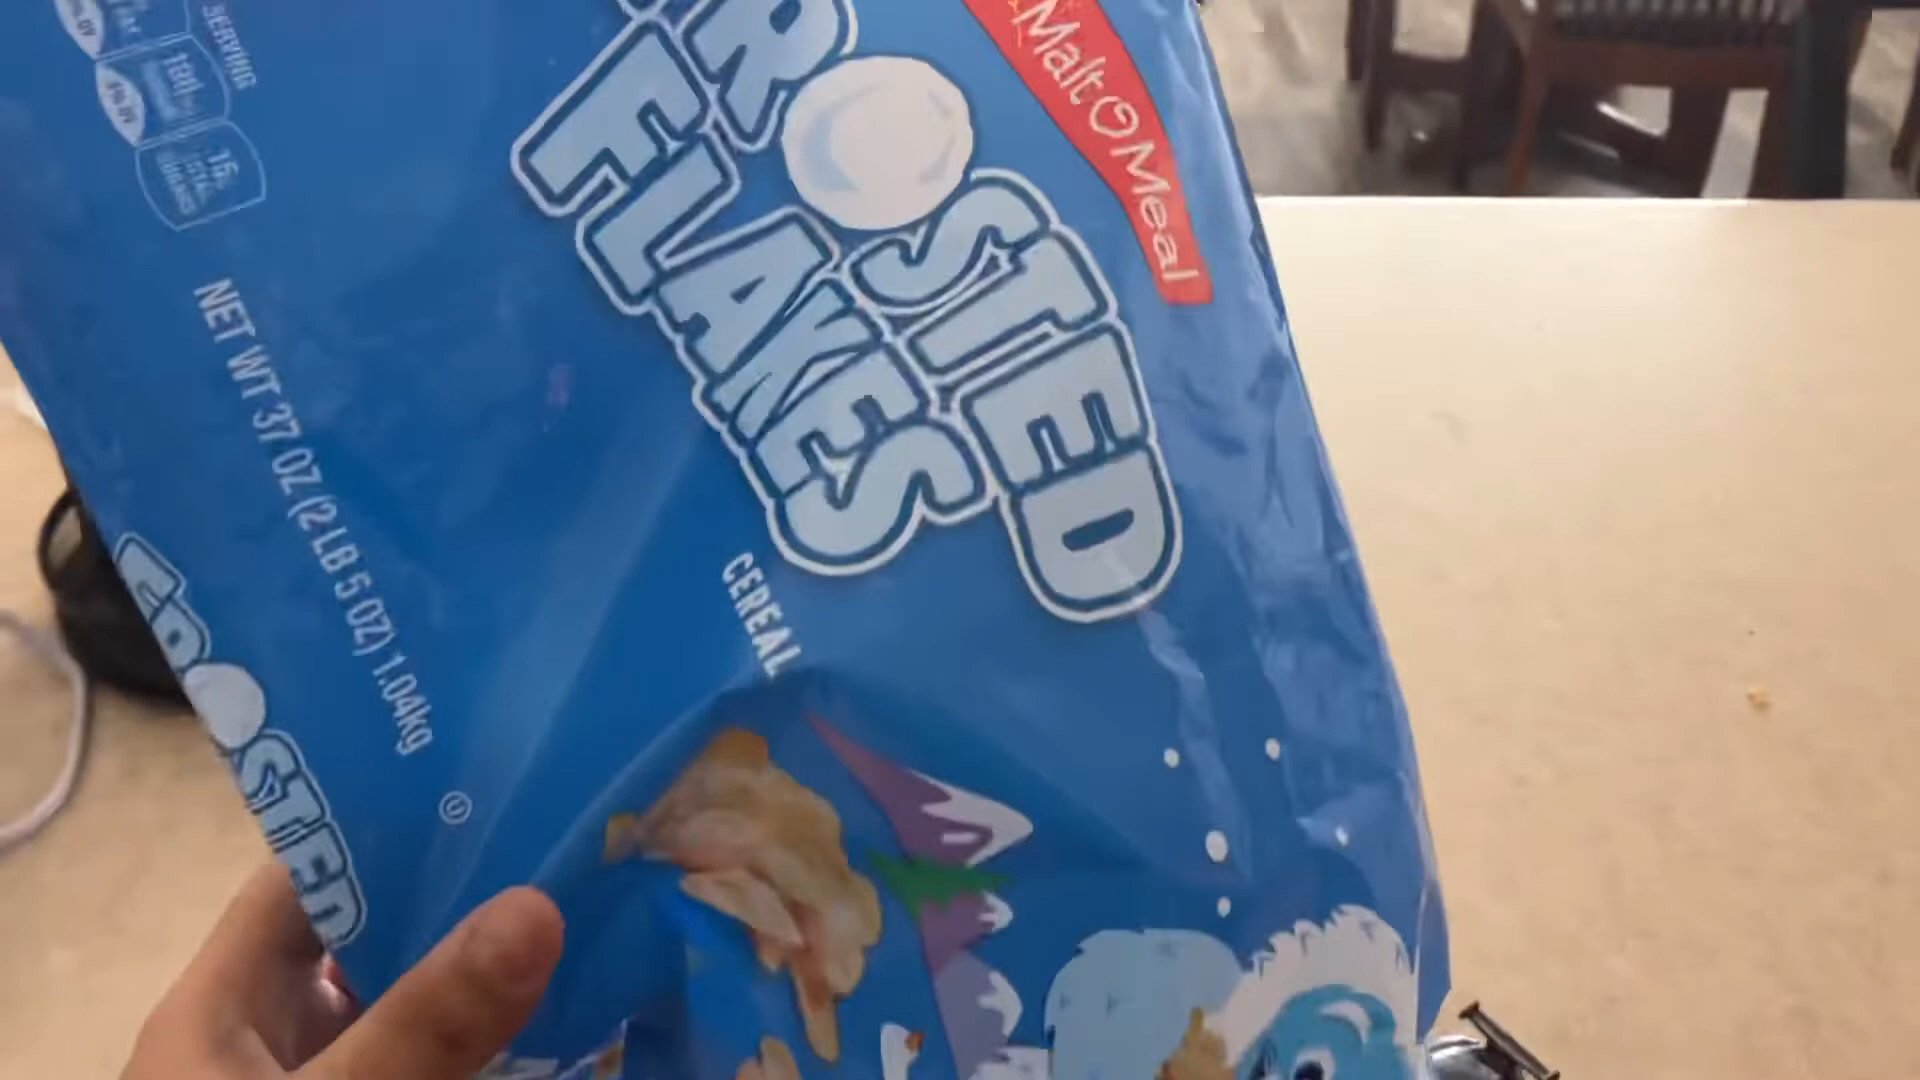 Malt O Meal
FROSTED
FLAKES
CEREAL
SERVING
NET WT 37 OZ (2 LB 5 OZ) 1.04kg
U
FROSTED